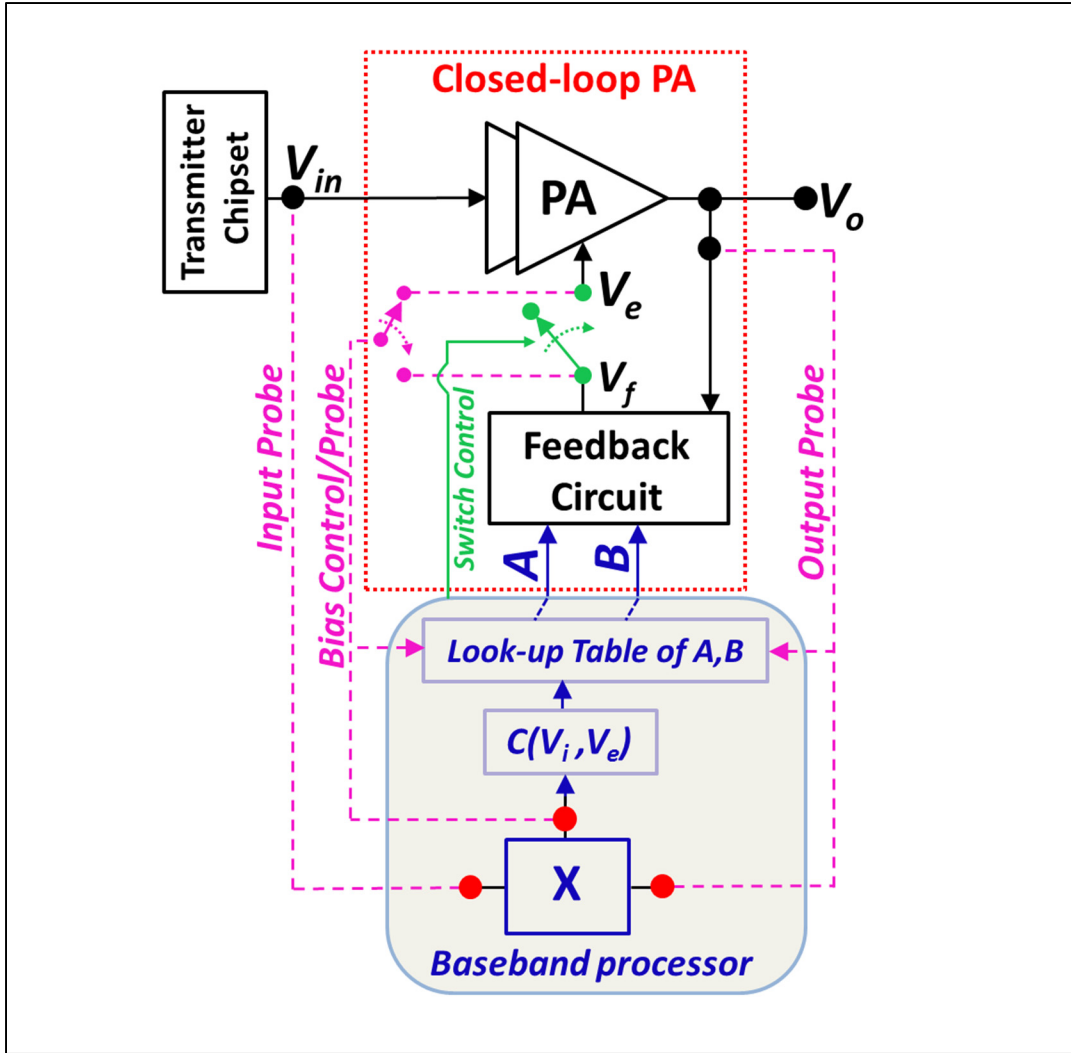 Closed-loop PA
Transmitter
Chipset
Vin
PA
Vo
Ve
Vf
Feedback
Circuit
Input Probe
Bias Control/Probe
Switch Control
Output Probe
A
B
Look-up Table of A,B
C(Vi ,Ve)
X
Baseband processor